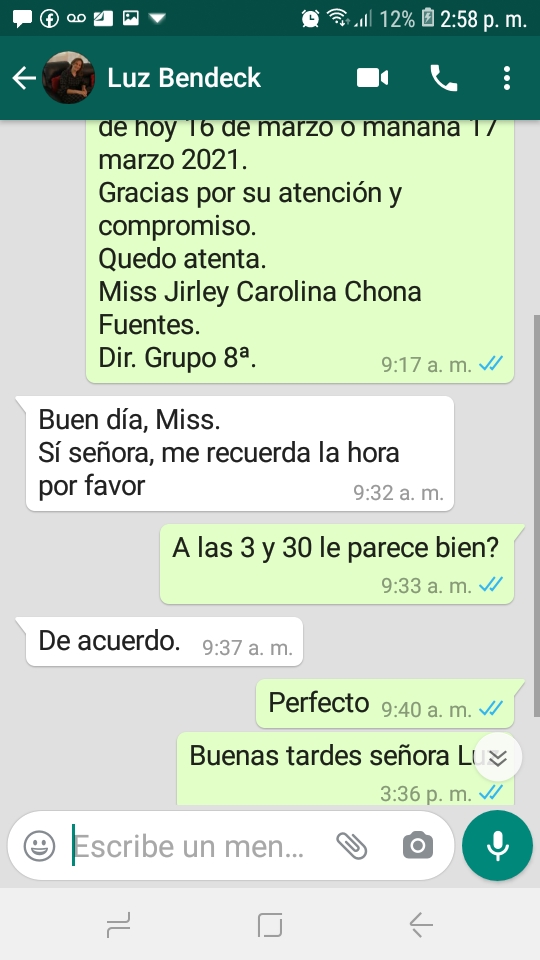 12% 2:58 p. m.
Luz Bendeck
de hoy 16 de marzo o mañana 17
marzo 2021.
Gracias por su atención y
compromiso.
Quedo atenta.
Miss Jirley Carolina Chona
Fuentes.
Dir. Grupo 8ª.
9:17 a. m.
Buen día, Miss.
Sí señora, me recuerda la hora
por favor
9:32 a. m.
A las 3 y 30 le parece bien?
9:33 a. m.
De acuerdo. 9:37 a. m.
Perfecto 9:40 a. m.
Buenas tardes señora Luz
3:36 p. m.
Escribe un men...